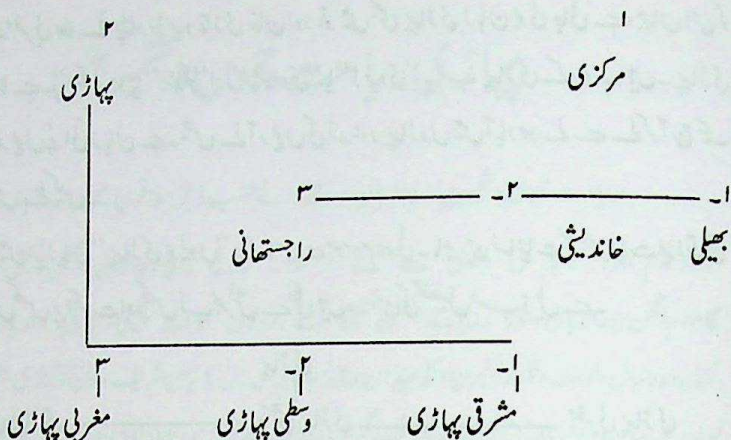 ۱ ۲
مرکزی پہاڑی
۱۔ ۲۔ ۳
بھیلی خاندیشی راجستھانی
۱۔ ۲۔ ۳
مشرقی پہاڑی وسطی پہاڑی مغربی پہاڑی